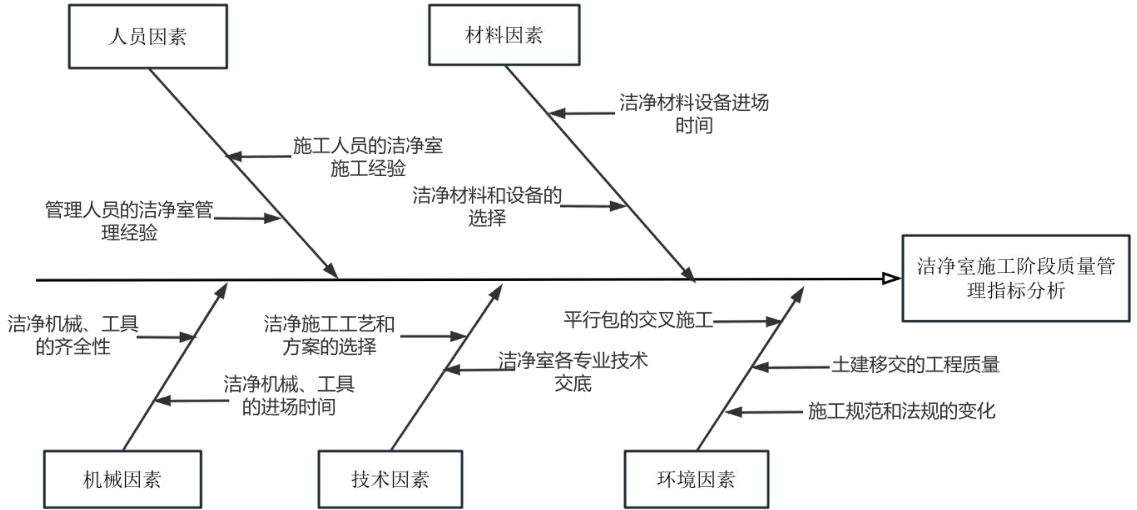 人员因素
材料因素
洁净材料设备进场
时间
施工人员的洁净室
施工经验
洁净材料和设备的
选择
管理人员的洁净室管
理经验
洁净室施工阶段质量管
理指标分析
洁净机械、工具
的齐全性
洁净施工工艺和
方案的选择
平行包的交叉施工
洁净室各专业技术
交底
土建移交的工程质量
洁净机械、工具
的进场时间
施工规范和法规的变化
机械因素
技术因素
环境因素